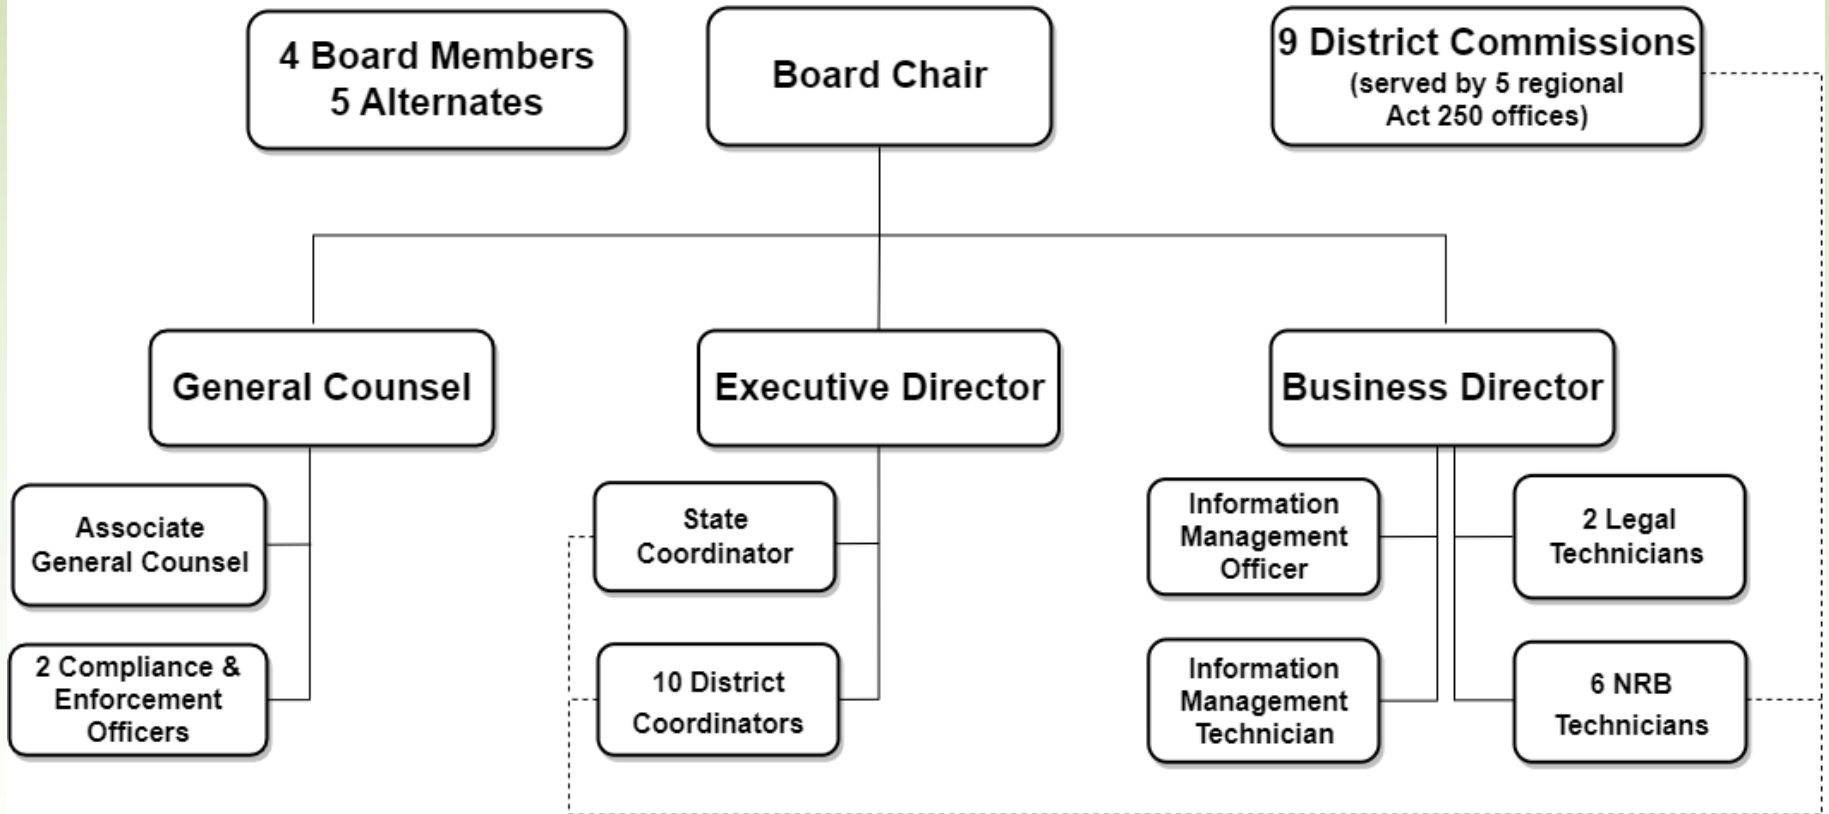 4 Board Members
5 Alternates
Board Chair
9 District Commissions
(served by 5 regional
Act 250 offices)
General Counsel
Executive Director
Business Director
Associate
General Counsel
State
Coordinator
Information
Management
Officer
2 Legal
Technicians
2 Compliance &
Enforcement
Officers
10 District
Coordinators
Information
Management
Technician
6 NRB
Technicians